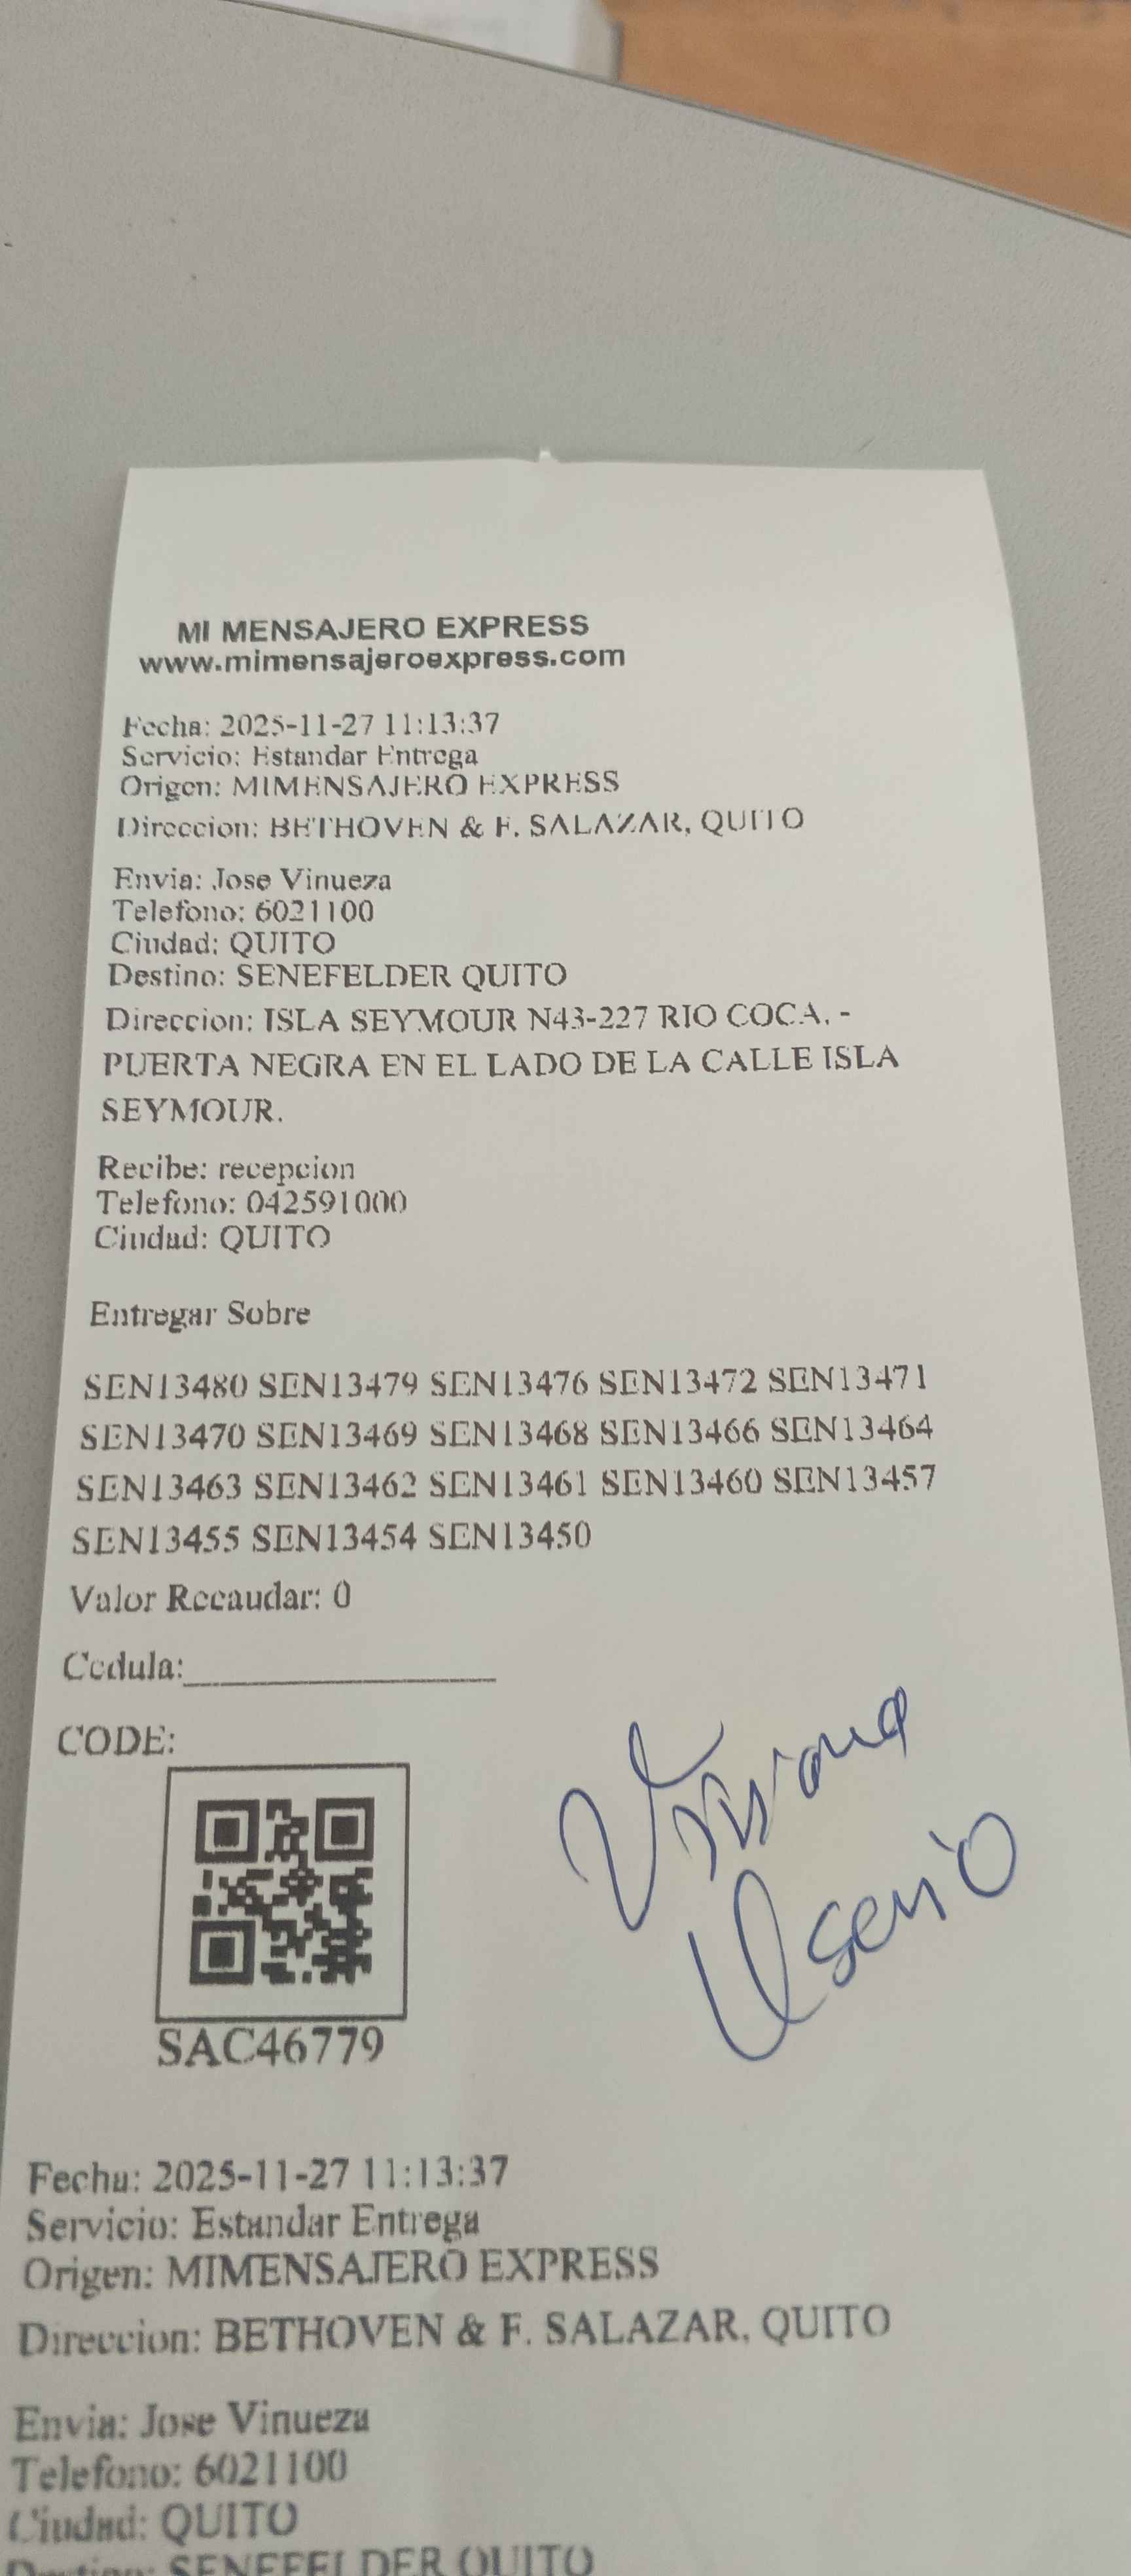 MI MENSAJERO EXPRESS
www.mimensajeroexpress.com
Fecha: 2025-11-27 11:13:37
Servicio: Estandar Entrega
Origen: MIMENSAJERO EXPRESS
Direccion: BETHOVEN & F. SALAZAR, QUITO
Envia: Jose Vinueza
Telefono: 6021100
Ciudad: QUITO
Destino: SENEFELDER QUITO
Direccion: ISLA SEYMOUR N43-227 RIO COCA, -
PUERTA NEGRA EN EL LADO DE LA CALLE ISLA
SEYMOUR.
Recibe: recepcion
Telefono: 042591000
Ciudad: QUITO
Entregar Sobre
SEN13480 SEN13479 SEN13476 SEN13472 SEN13471
SEN13470 SEN13469 SEN13468 SEN13466 SEN13464
SEN13463 SEN13462 SEN13461 SEN13460 SEN13457
SEN13455 SEN13454 SEN13450
Valor Recaudar: 0
Cedula:
CODE:
SAC46779
Fecha: 2025-11-27 11:13:37
Servicio: Estandar Entrega
Origen: MIMENSAJERO EXPRESS
Direccion: BETHOVEN & F. SALAZAR, QUITO
Envia: Jose Vinueza
Telefono: 6021100
Ciudad: QUITO
Destino: SENEFELDER QUITO